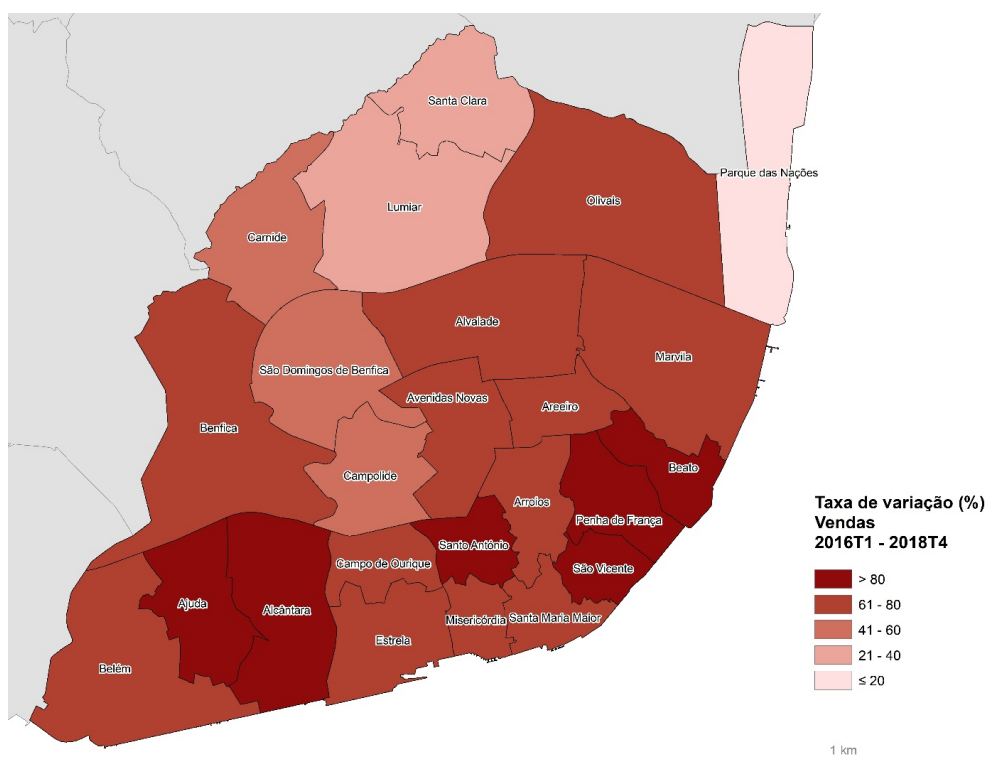 Santa Clara
Parque das Nações
Olivais
Lumiar
Carnide
Alvalade
Marvila
São Domingos de Benfica
Avenidas Novas
Areeiro
Benfica
Beato
Campolide
Arroios
Penha de França
Santo António
Campo de Ourique
São Vicente
Ajuda
Alcântara
Misericórdia
Santa Maria Maior
Estrela
Belém
Taxa de variação (%)
Vendas
2016T1 - 2018T4
> 80
61 - 80
41 - 60
21 - 40
≤ 20
1 km